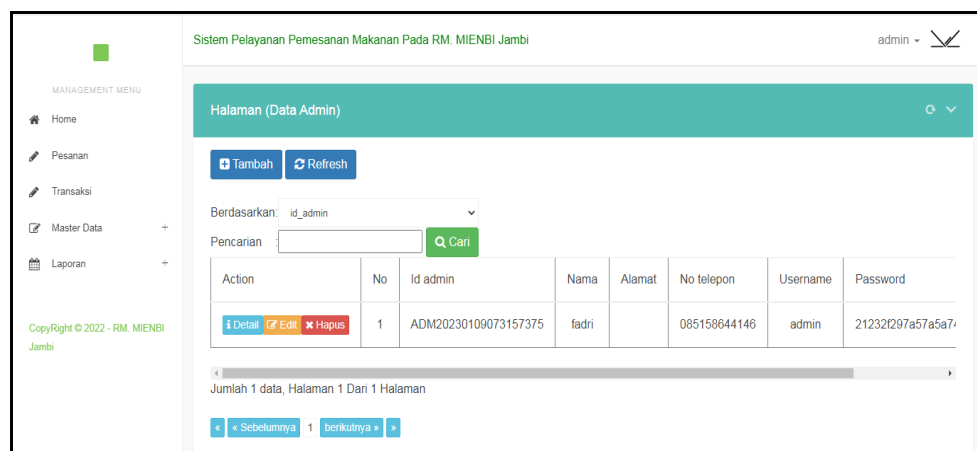 Sistem Pelayanan Pemesanan Makanan Pada RM. MIENBI Jambi
admin
MANAGEMENT MENU
Home
Pesanan
Transaksi
Master Data +
Laporan +
CopyRight © 2022 - RM. MIENBI
Jambi
Halaman (Data Admin)
Tambah Refresh
Berdasarkan: id_admin
Pencarian :
Cari
Action No Id admin Nama Alamat No telepon Username Password
Detail Edit Hapus 1 ADM20230109073157375 fadri 085158644146 admin 21232f297a57a5a74
Jumlah 1 data, Halaman 1 Dari 1 Halaman
« « Sebelumnya 1 berikutnya » »